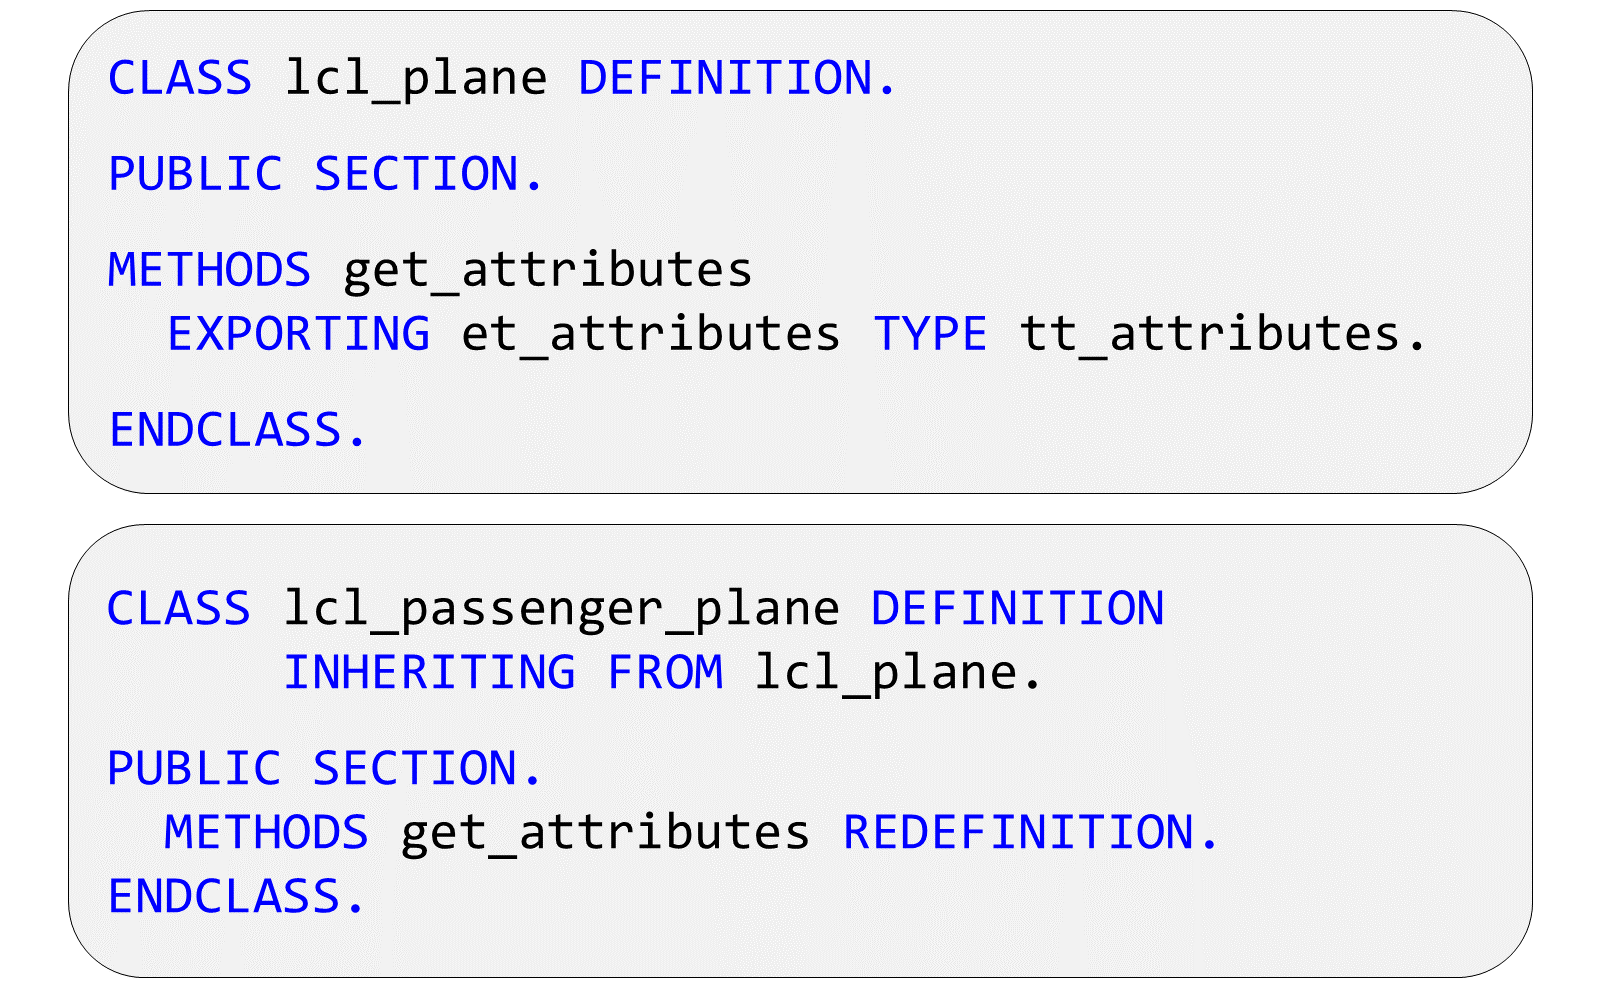 CLASS lcl_plane DEFINITION.
PUBLIC SECTION.
METHODS get_attributes
EXPORTING et_attributes TYPE tt_attributes.
ENDCLASS.
CLASS lcl_passenger_plane DEFINITION
INHERITING FROM lcl_plane.
PUBLIC SECTION.
METHODS get_attributes REDEFINITION.
ENDCLASS.